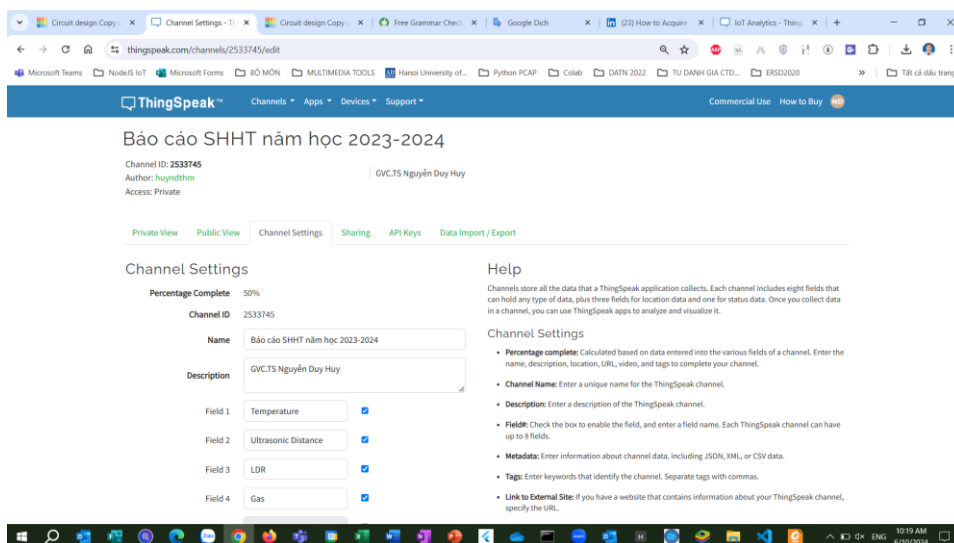 Circuit design Copy
Channel Settings - Th
Circuit design Copy
Free Grammar Check
Google Dịch
(23) How to Acquire
IoT Analytics - Thing
thingspeak.com/channels/2533745/edit
Microsoft Teams
NodeJS IoT
Microsoft Forms
BỘ MÔN
MULTIMEDIA TOOLS
Hanoi University of...
Python PCAP
Colab
DATN 2022
TU DANH GIA CTD...
ERSD2020
»
Tất cả dấu trang
ThingSpeak™
Channels
Apps
Devices
Support
Commercial Use
How to Buy
ND
Báo cáo SHHT năm học 2023-2024
Channel ID: 2533745
Author: huyndthm
Access: Private
GVC.TS Nguyễn Duy Huy
Private View
Public View
Channel Settings
Sharing
API Keys
Data Import / Export
Channel Settings
Percentage Complete 50%
Channel ID 2533745
Name Báo cáo SHHT năm học 2023-2024
Description GVC.TS Nguyễn Duy Huy
Field 1 Temperature
Field 2 Ultrasonic Distance
Field 3 LDR
Field 4 Gas
Help
Channels store all the data that a ThingSpeak application collects. Each channel includes eight fields that
can hold any type of data, plus three fields for location data and one for status data. Once you collect data
in a channel, you can use ThingSpeak apps to analyze and visualize it.
Channel Settings
• Percentage complete: Calculated based on data entered into the various fields of a channel. Enter the
name, description, location, URL, video, and tags to complete your channel.
• Channel Name: Enter a unique name for the ThingSpeak channel.
• Description: Enter a description of the ThingSpeak channel.
• Field#: Check the box to enable the field, and enter a field name. Each ThingSpeak channel can have
up to 8 fields.
• Metadata: Enter information about channel data, including JSON, XML, or CSV data.
• Tags: Enter keywords that identify the channel. Separate tags with commas.
• Link to External Site: If you have a website that contains information about your ThingSpeak channel,
specify the URL.
Zalo
ENG
10:19 AM
6/10/2024